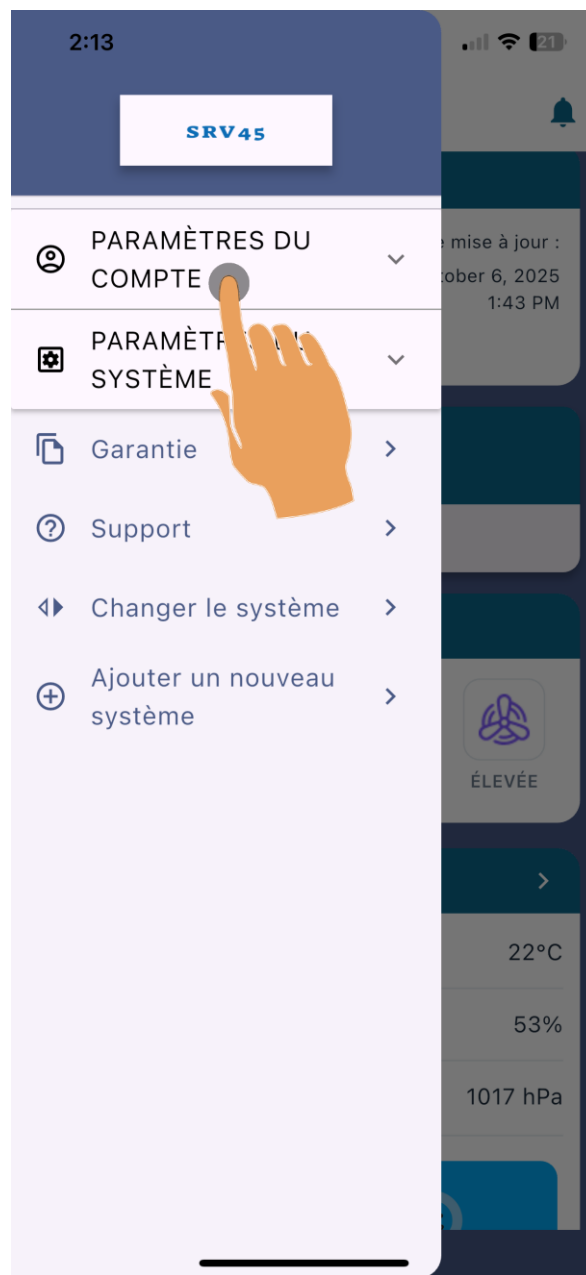 2:13
21
SRV45
PARAMÈTRES DU
COMPTE
SYSTÈME
Garantie
Support
Changer le système
Ajouter un nouveau
système
mise à jour :
6, 2025
1:43 PM
ÉLEVÉE
22°C
53%
1017 hPa